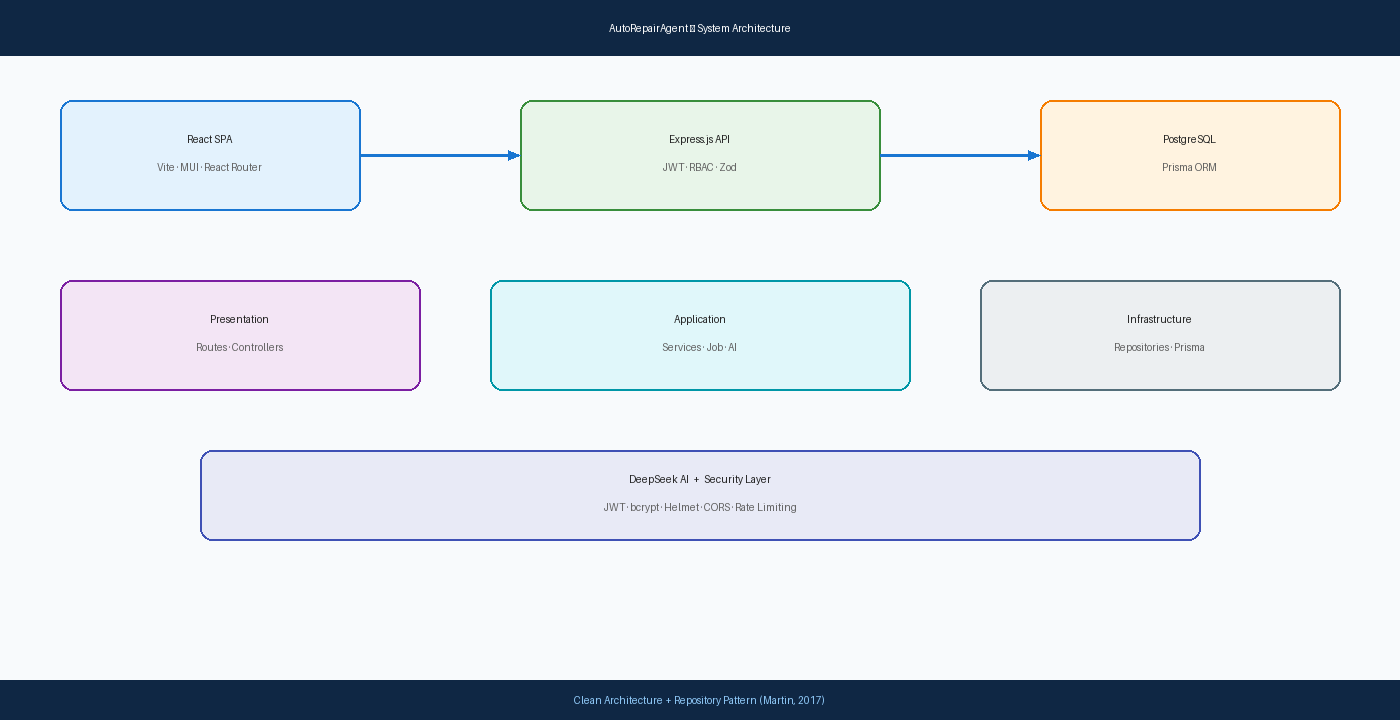 AutoRepairAgent ▯ System Architecture
React SPA
Vite · MUI · React Router
Express.js API
JWT · RBAC · Zod
PostgreSQL
Prisma ORM
Presentation
Routes · Controllers
Application
Services · Job · AI
Infrastructure
Repositories · Prisma
DeepSeek AI + Security Layer
JWT · bcrypt · Helmet · CORS · Rate Limiting
Clean Architecture + Repository Pattern (Martin, 2017)